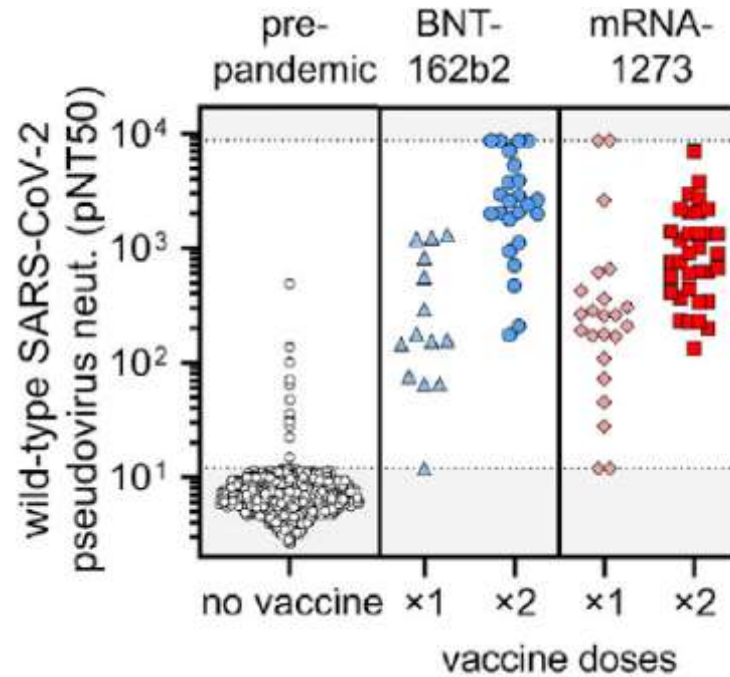 pre-
pandemic
BNT-
162b2
mRNA-
1273
wild-type SARS-CoV-2
pseudovirus neut. (pNT50)
10⁴
10³
10²
10¹
no vaccine
×1
×2
×1
×2
vaccine doses